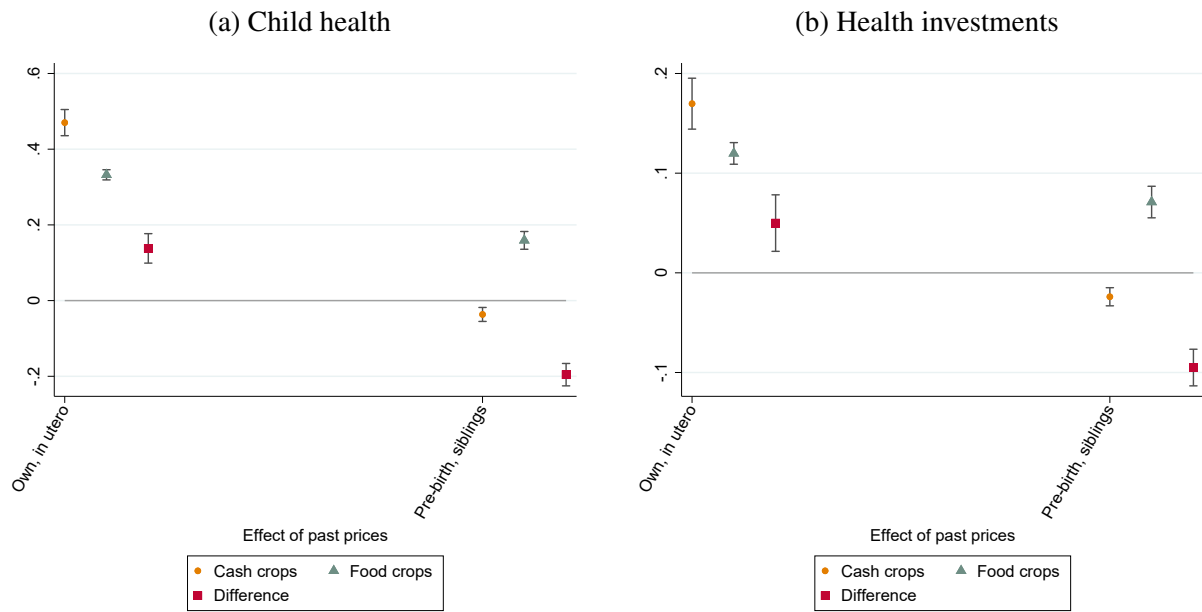 (a) Child health
.6
.4
.2
0
-.2
Own, in utero
Pre-birth, siblings
Effect of past prices
Cash crops
Food crops
Difference
(b) Health investments
.2
.1
0
-.1
Own, in utero
Pre-birth, siblings
Effect of past prices
Cash crops
Food crops
Difference